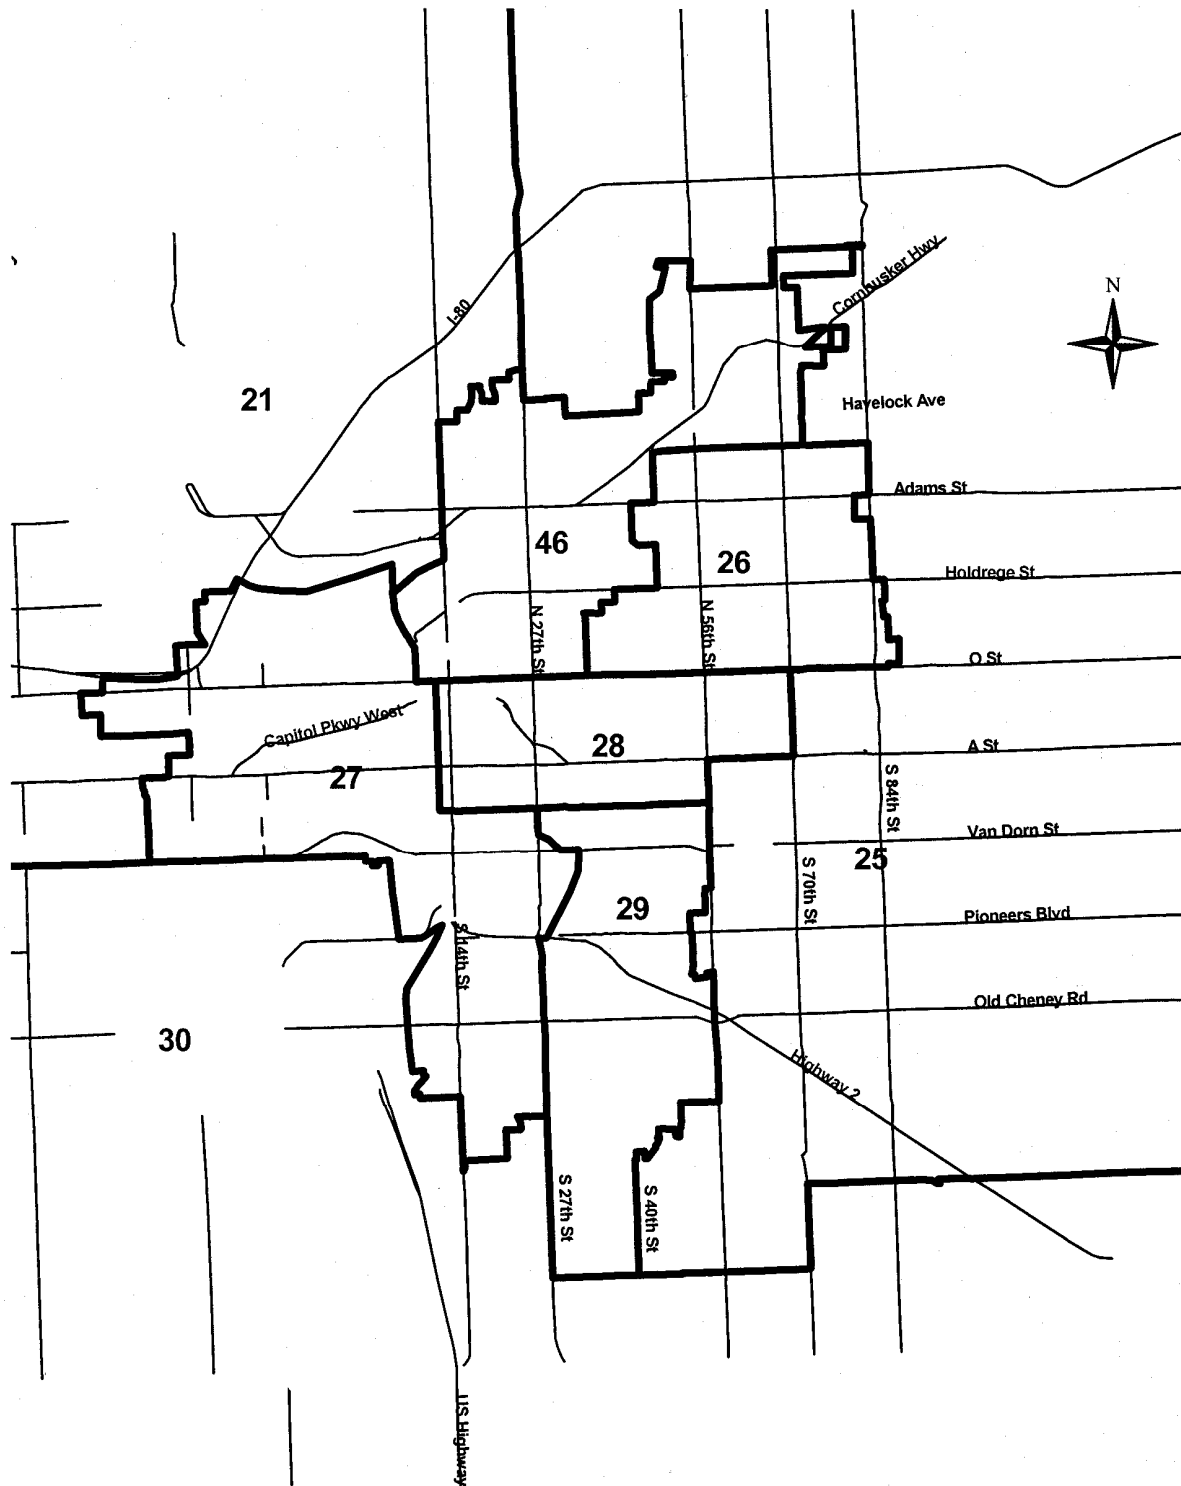 N
Cornhusker Hwy
I-80
21
Havelock Ave
Adams St
46
26
Holdrege St
N 27th St
N 56th St
O St
Capitol Pkwy West
28
A St
27
S 84th St
Van Dorn St
25
S 70th St
29
Pioneers Blvd
S 14th St
Old Cheney Rd
30
Highway 2
S 27th St
S 40th St
US Highway